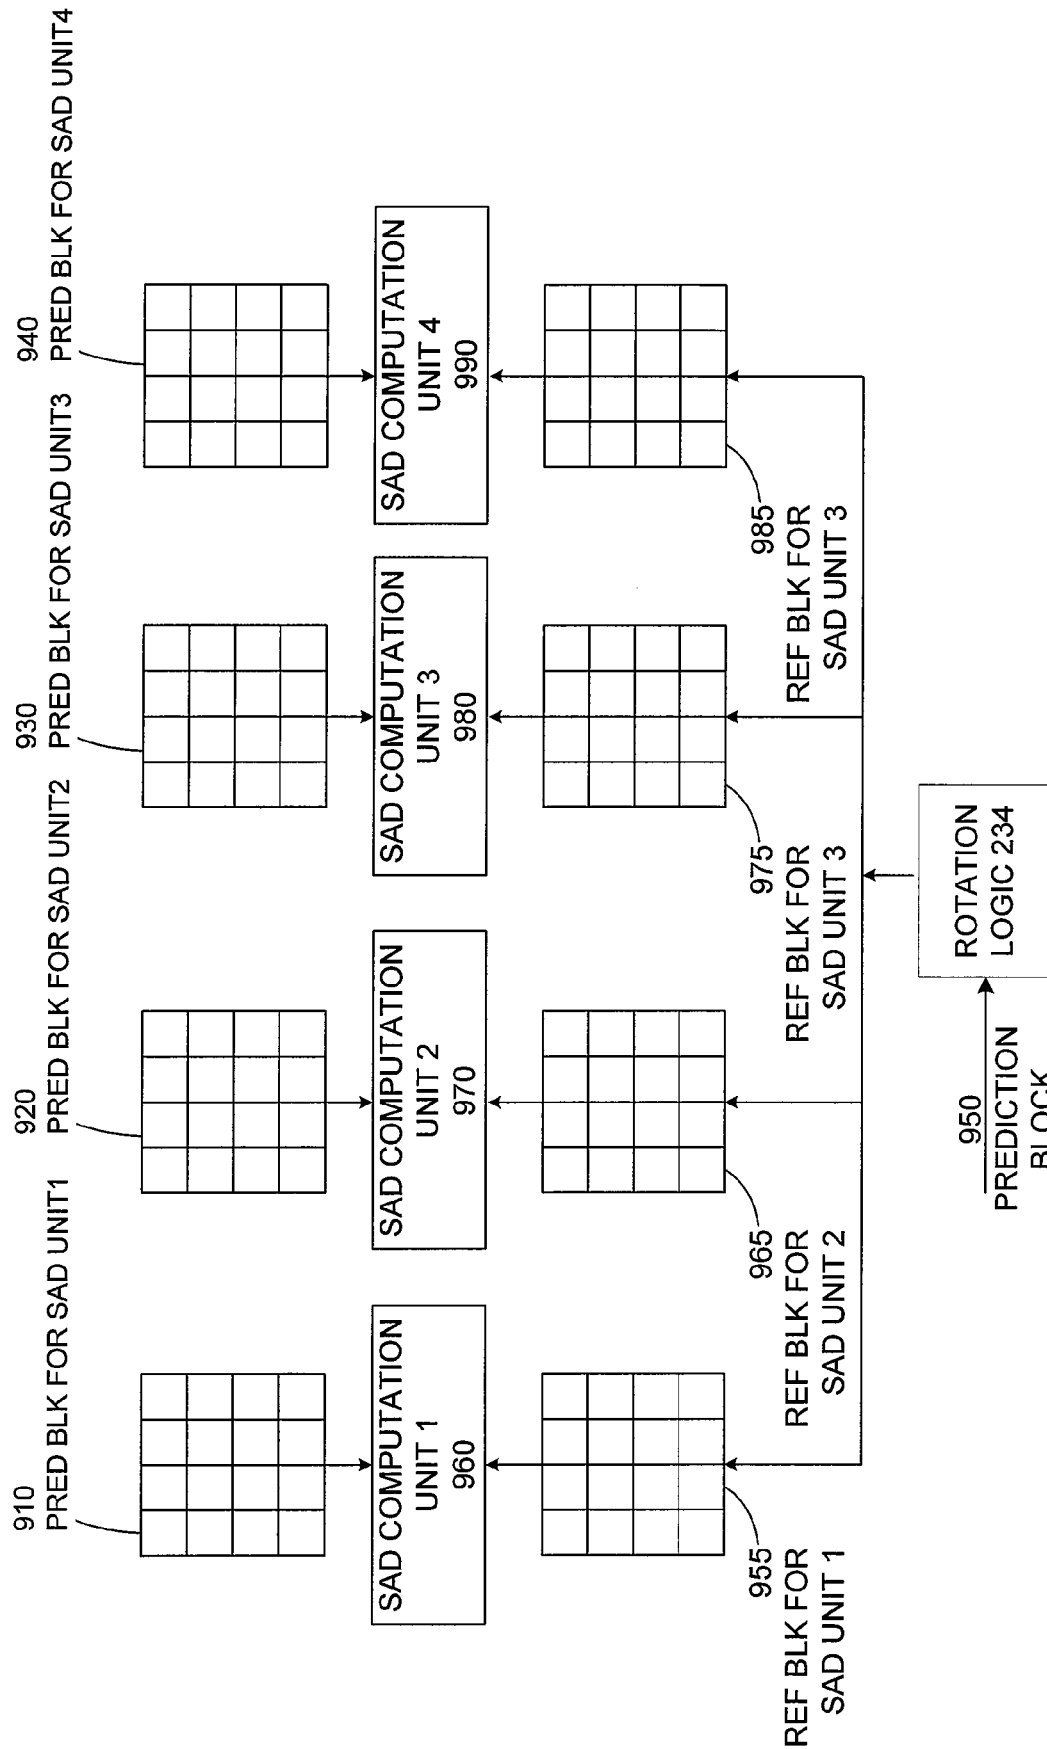 910
PRED BLK FOR SAD UNIT1
920
PRED BLK FOR SAD UNIT2
930
PRED BLK FOR SAD UNIT3
940
PRED BLK FOR SAD UNIT4
SAD COMPUTATION
UNIT 1
960
SAD COMPUTATION
UNIT 2
970
SAD COMPUTATION
UNIT 3
980
SAD COMPUTATION
UNIT 4
990
955
REF BLK FOR
SAD UNIT 1
965
REF BLK FOR
SAD UNIT 2
975
REF BLK FOR
SAD UNIT 3
985
REF BLK FOR
SAD UNIT 3
950
PREDICTION
BLOCK
ROTATION
LOGIC 234